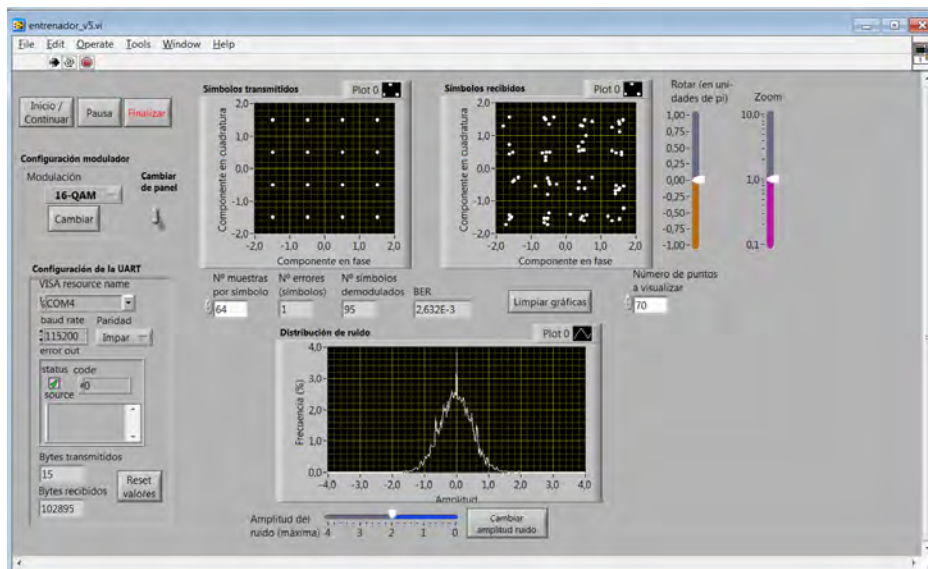 entrenador_v5.vi
File Edit Operate Tools Window Help
Inicio /
Continuar
Pausa
Finalizar
Configuración modulador
Modulación
16-QAM
Cambiar
Cambiar
de panel
Símbolos transmitidos
Plot 0
Componente en cuadratura
2,0
1,0
0,0
-1,0
-2,0
-2,0 -1,0 0,0 1,0 2,0
Componente en fase
Símbolos recibidos
Plot 0
Componente en cuadratura
2,0
1,0
0,0
-1,0
-2,0
-2,0 -1,0 0,0 1,0 2,0
Componente en fase
Rotar (en uni-
dades de pi)
1,00
0,75
0,50
0,25
0,00
-0,25
-0,50
-0,75
-1,00
Zoom
10,0
1,0
0,1
Nº muestras
por símbolo
64
Nº errores
(símbolos)
1
Nº símbolos
demodulados
95
BER
2,632E-3
Limpiar gráficas
Número de puntos
a visualizar
70
Configuración de la UART
VISA resource name
COM4
baud rate
115200
Paridad
Impar
error out
status code
0
source
Bytes transmitidos
15
Bytes recibidos
102895
Reset
valores
Distribución de ruido
Plot 0
Frecuencia (%)
4,0
3,0
2,0
1,0
0,0
-4,0 -3,0 -2,0 -1,0 0,0 1,0 2,0 3,0 4,0
Amplitud
Amplitud del
ruido (máxima)
4 3 2 1 0
Cambiar
amplitud ruido